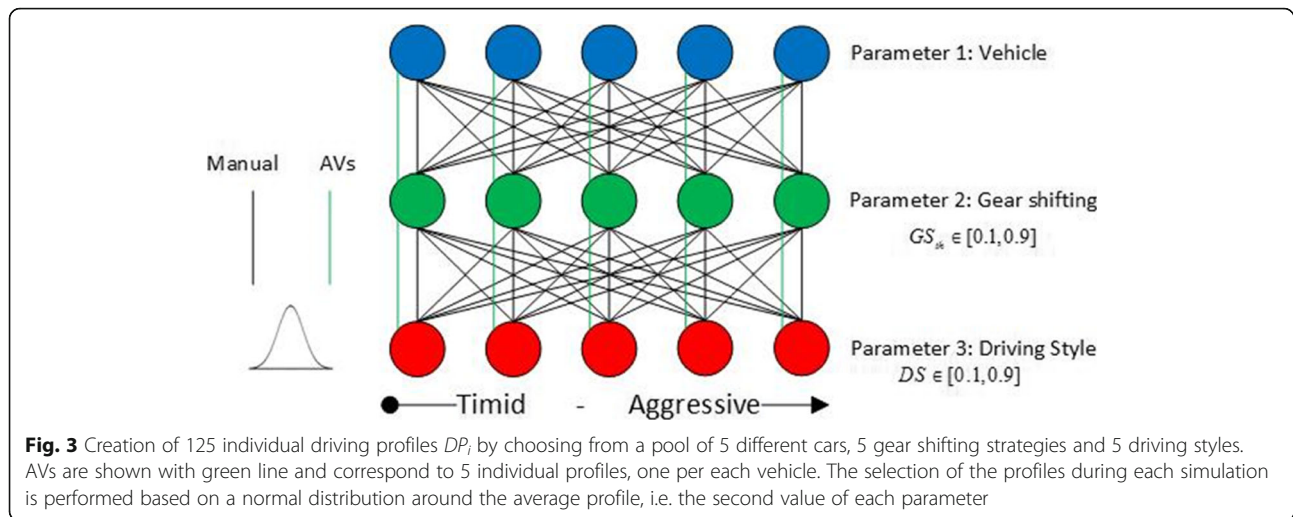 Parameter 1: Vehicle
Manual AVs
Parameter 2: Gear shifting
GS_sh ∈ [0.1,0.9]
Parameter 3: Driving Style
DS ∈ [0.1,0.9]
Timid - Aggressive
Fig. 3 Creation of 125 individual driving profiles DP_i by choosing from a pool of 5 different cars, 5 gear shifting strategies and 5 driving styles.
AVs are shown with green line and correspond to 5 individual profiles, one per each vehicle. The selection of the profiles during each simulation
is performed based on a normal distribution around the average profile, i.e. the second value of each parameter